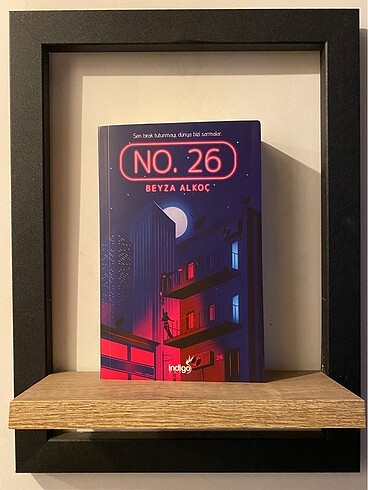 Sen bırak tutunmayı, dünya bizi sarmalar.
NO. 26
BEYZA ALKOÇ
26
indigo